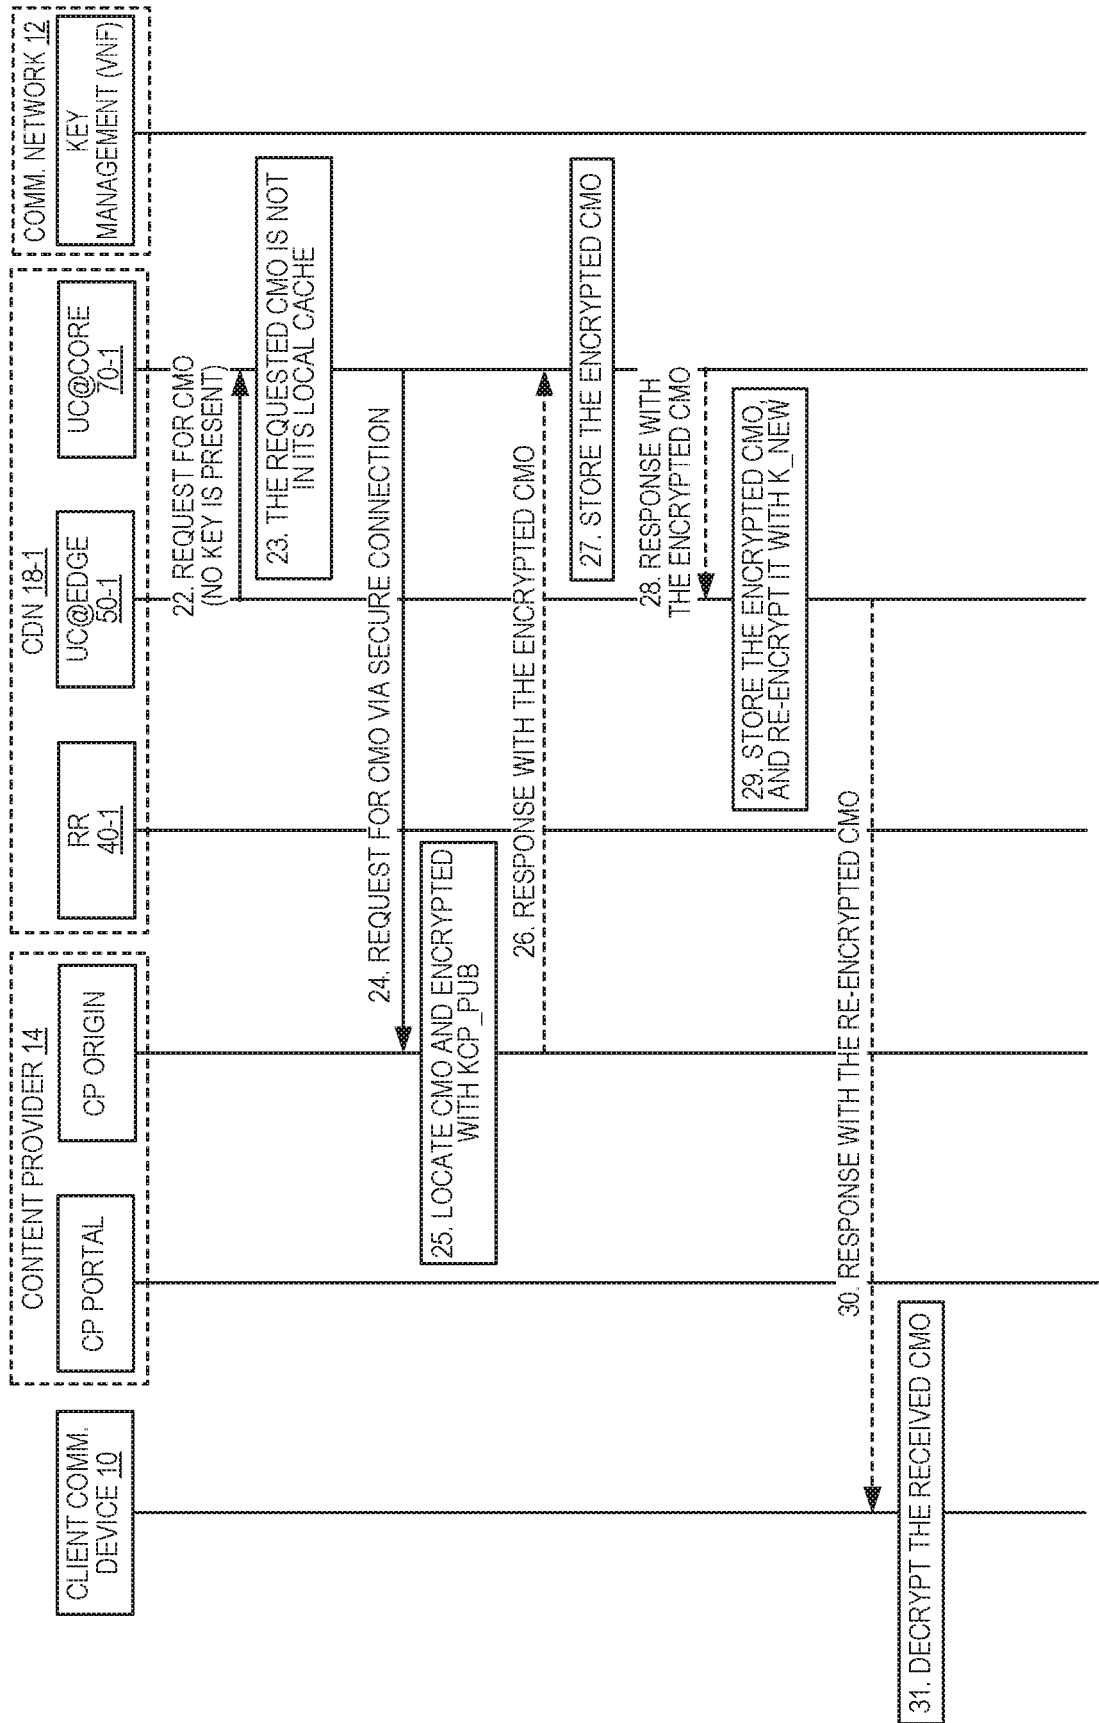 CLIENT COMM.
DEVICE 10
CONTENT PROVIDER 14
CP PORTAL
CP ORIGIN
CDN 18-1
RR
40-1
UC@EDGE
50-1
UC@CORE
70-1
COMM. NETWORK 12
KEY
MANAGEMENT (VNF)
22. REQUEST FOR CMO
(NO KEY IS PRESENT)
23. THE REQUESTED CMO IS NOT
IN ITS LOCAL CACHE
24. REQUEST FOR CMO VIA SECURE CONNECTION
25. LOCATE CMO AND ENCRYPTED
WITH KCP_PUB
26. RESPONSE WITH THE ENCRYPTED CMO
27. STORE THE ENCRYPTED CMO
28. RESPONSE WITH
THE ENCRYPTED CMO
29. STORE THE ENCRYPTED CMO,
AND RE-ENCRYPT IT WITH K_NEW
30. RESPONSE WITH THE RE-ENCRYPTED CMO
31. DECRYPT THE RECEIVED CMO